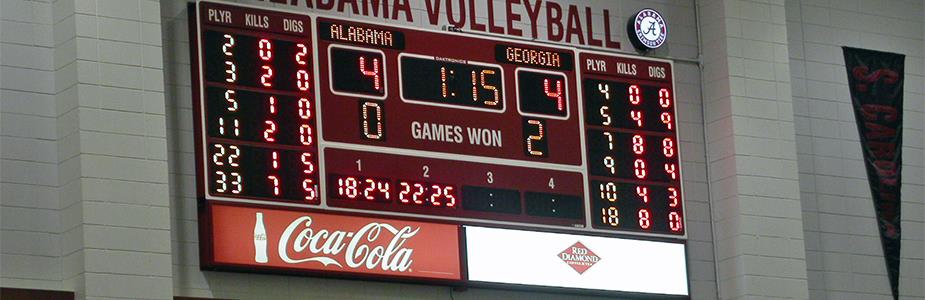 ALABAMA VOLLEYBALL
PLYR KILLS DIGS
2 0 2
3 2 0
5 1 0
11 2 0
22 1 5
33 7 5
ALABAMA GEORGIA
4 1:15 4
DAKTRONICS
0 GAMES WON 2
1 2 3 4
18:24 22:25
PLYR KILLS DIGS
4 0 0
5 4 9
7 8 8
9 0 4
10 4 3
18 8 0
Coca-Cola
RED
DIAMOND
A
S. CAR